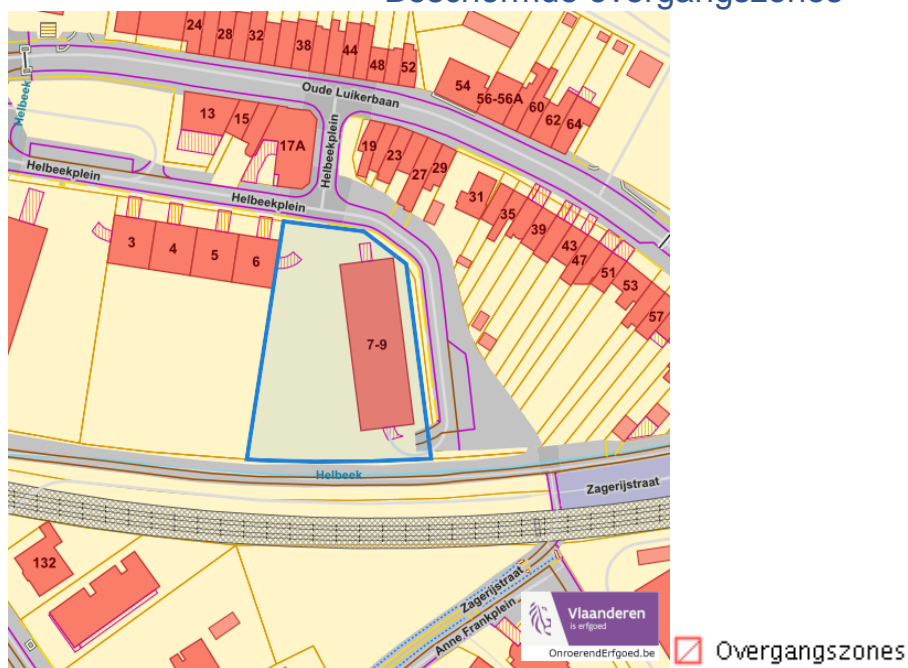 Beschermde overgangszones
24
28
32
38
44
48
52
54
56-56A
60
62
64
Oude Luikerbaan
Helbeek
13
15
17A
Helbeekplein
19
23
27
29
Helbeekplein
Helbeekplein
31
35
39
43
47
51
53
57
3
4
5
6
7-9
Helbeek
Zagerijstraat
132
Zagerijstraat
Anne Frankplein
Vlaanderen
is erfgoed
OnroerendErfgoed.be
Overgangszones